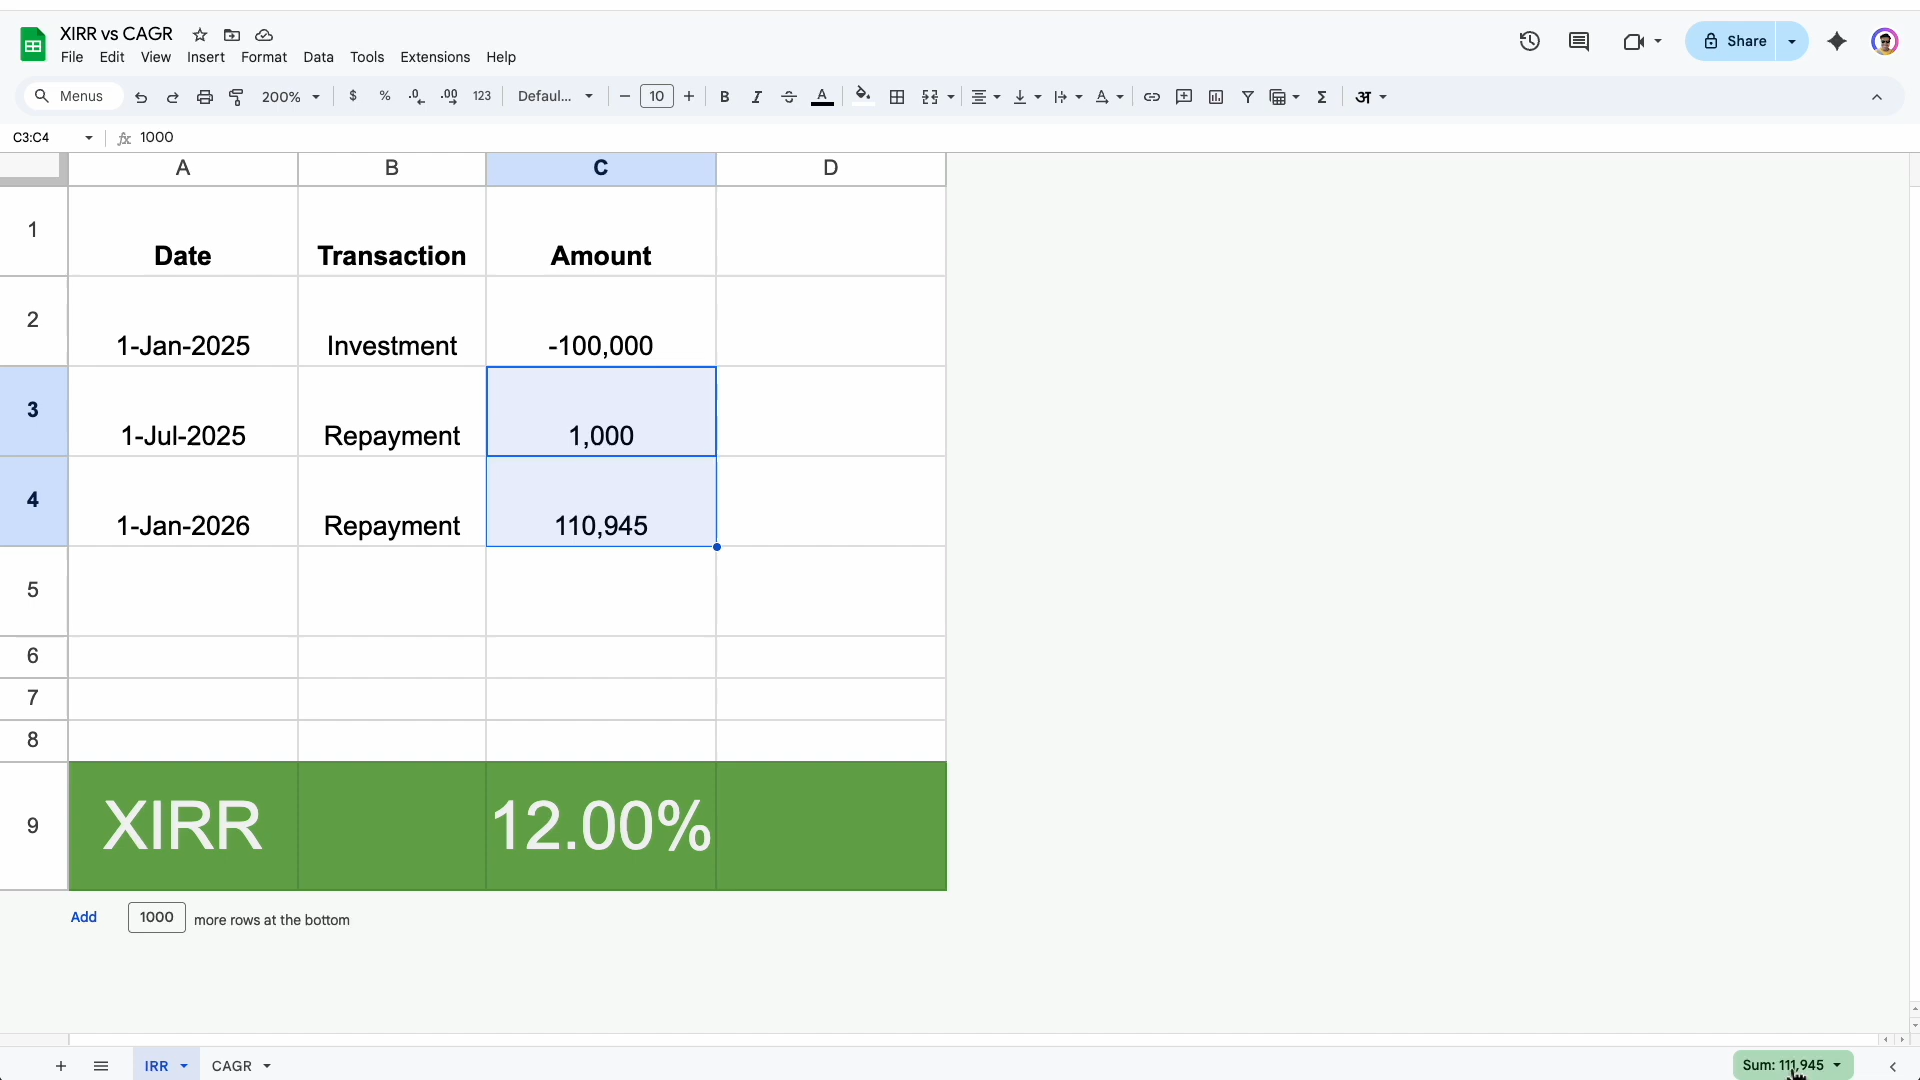 XIRR vs CAGR
File Edit View Insert Format Data Tools Extensions Help
Share
Menus 200% $ % .0 .00 123 Defaul... − 10 + B I A Σ अ
C3:C4 fx 1000
A B C D
1 Date Transaction Amount
2 1-Jan-2025 Investment -100,000
3 1-Jul-2025 Repayment 1,000
4 1-Jan-2026 Repayment 110,945
5
6
7
8
9 XIRR 12.00%
Add 1000 more rows at the bottom
IRR CAGR Sum: 111,945